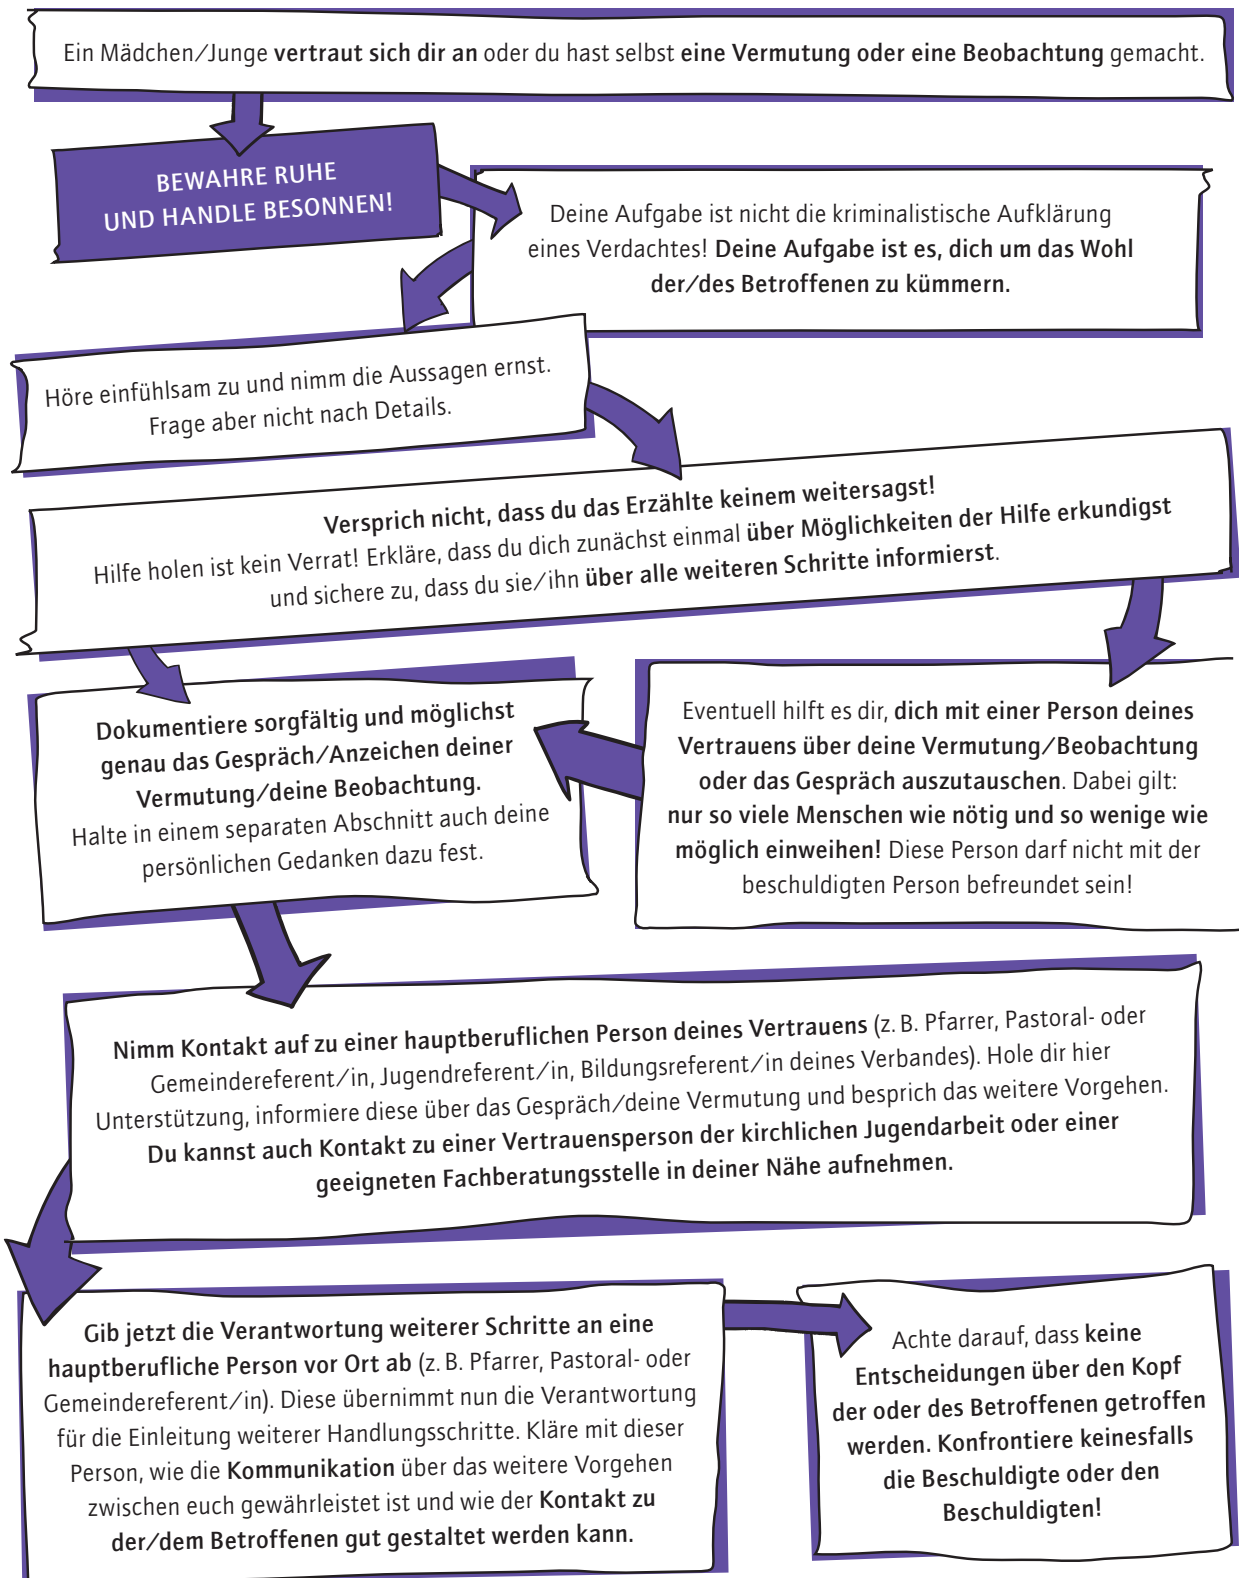 Ein Mädchen/Junge vertraut sich dir an oder du hast selbst eine Vermutung oder eine Beobachtung gemacht.
BEWAHRE RUHE
UND HANDLE BESONNEN!
Deine Aufgabe ist nicht die kriminalistische Aufklärung
eines Verdachtes! Deine Aufgabe ist es, dich um das Wohl
der/des Betroffenen zu kümmern.
Höre einfühlsam zu und nimm die Aussagen ernst.
Frage aber nicht nach Details.
Versprich nicht, dass du das Erzählte keinem weitersagst!
Hilfe holen ist kein Verrat! Erkläre, dass du dich zunächst einmal über Möglichkeiten der Hilfe erkundigst
und sichere zu, dass du sie/ihn über alle weiteren Schritte informierst.
Dokumentiere sorgfältig und möglichst
genau das Gespräch/Anzeichen deiner
Vermutung/deine Beobachtung.
Halte in einem separaten Abschnitt auch deine
persönlichen Gedanken dazu fest.
Eventuell hilft es dir, dich mit einer Person deines
Vertrauens über deine Vermutung/Beobachtung
oder das Gespräch auszutauschen. Dabei gilt:
nur so viele Menschen wie nötig und so wenige wie
möglich einweihen! Diese Person darf nicht mit der
beschuldigten Person befreundet sein!
Nimm Kontakt auf zu einer hauptberuflichen Person deines Vertrauens (z. B. Pfarrer, Pastoral- oder
Gemeindereferent/in, Jugendreferent/in, Bildungsreferent/in deines Verbandes). Hole dir hier
Unterstützung, informiere diese über das Gespräch/deine Vermutung und besprich das weitere Vorgehen.
Du kannst auch Kontakt zu einer Vertrauensperson der kirchlichen Jugendarbeit oder einer
geeigneten Fachberatungsstelle in deiner Nähe aufnehmen.
Gib jetzt die Verantwortung weiterer Schritte an eine
hauptberufliche Person vor Ort ab (z. B. Pfarrer, Pastoral- oder
Gemeindereferent/in). Diese übernimmt nun die Verantwortung
für die Einleitung weiterer Handlungsschritte. Kläre mit dieser
Person, wie die Kommunikation über das weitere Vorgehen
zwischen euch gewährleistet ist und wie der Kontakt zu
der/dem Betroffenen gut gestaltet werden kann.
Achte darauf, dass keine
Entscheidungen über den Kopf
der oder des Betroffenen getroffen
werden. Konfrontiere keinesfalls
die Beschuldigte oder den
Beschuldigten!